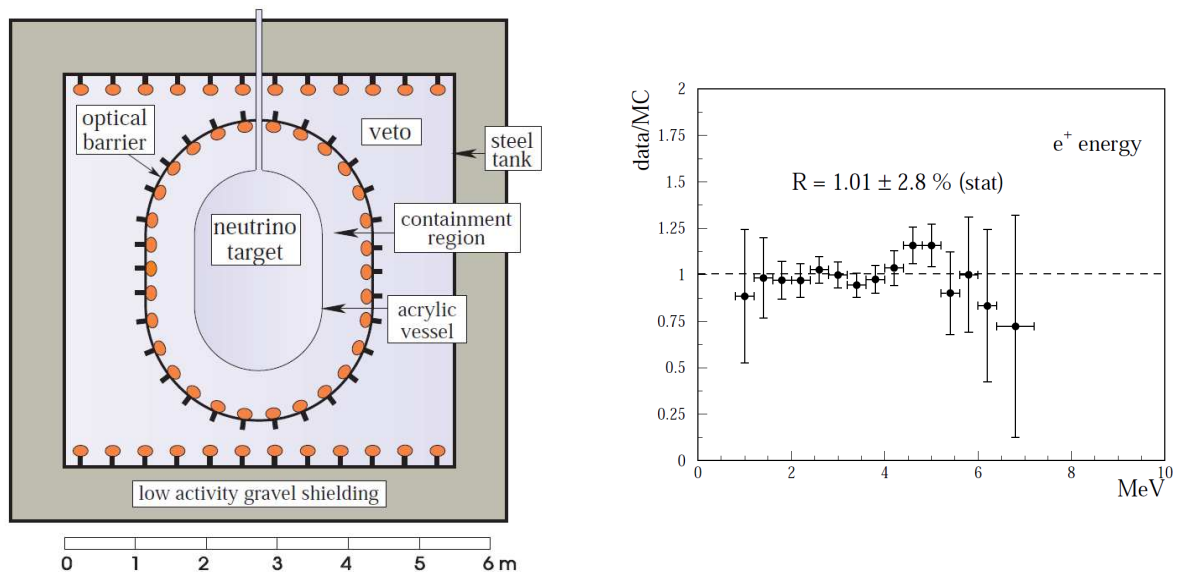 optical
barrier
veto
steel
tank
neutrino
target
containment
region
acrylic
vessel
low activity gravel shielding
0 1 2 3 4 5 6 m
data/MC
2
1.75
1.5
1.25
1
0.75
0.5
0.25
0
e⁺ energy
R = 1.01 ± 2.8 % (stat)
0 2 4 6 8 10
MeV